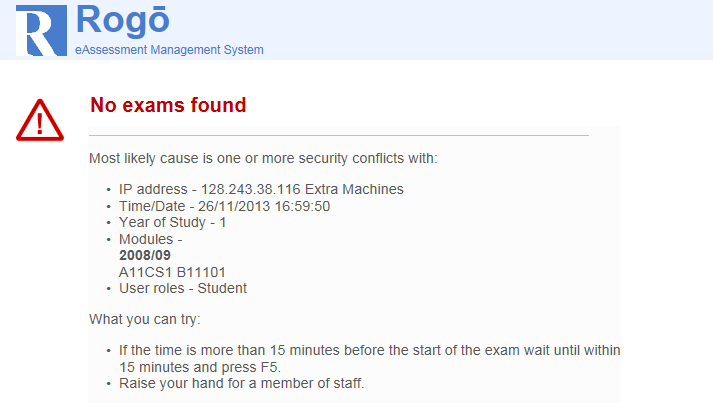 R
Rogō
eAssessment Management System
No exams found
Most likely cause is one or more security conflicts with:
• IP address - 128.243.38.116 Extra Machines
• Time/Date - 26/11/2013 16:59:50
• Year of Study - 1
• Modules -
2008/09
A11CS1 B11101
• User roles - Student
What you can try:
• If the time is more than 15 minutes before the start of the exam wait until within
15 minutes and press F5.
• Raise your hand for a member of staff.